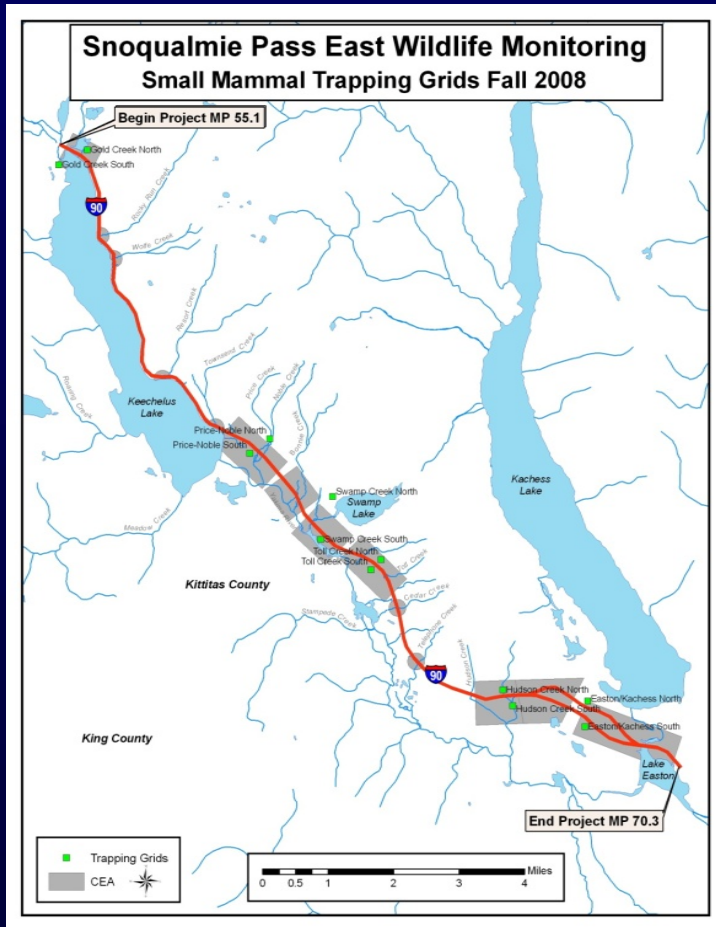 Snoqualmie Pass East Wildlife Monitoring
Small Mammal Trapping Grids Fall 2008
Begin Project MP 55.1
Gold Creek North
Gold Creek South
90
Rocky Run Creek
Wolfe Creek
Resort Creek
Townsend Creek
Price Creek
Noble Creek
Bonnie Creek
Roaring Creek
Keechelus
Lake
Price-Noble North
Price-Noble South
Kachess
Lake
Swamp Creek North
Swamp
Lake
Meadow Creek
Swamp Creek South
Toll Creek North
Toll Creek South
Toll Creek
Kittitas County
Cedar Creek
Stampede Creek
Telephone Creek
Hudson Creek
90
Hudson Creek North
Hudson Creek South
Easton/Kachess North
Easton/Kachess South
King County
Lake
Easton
End Project MP 70.3
Trapping Grids
CEA
Miles
0 0.5 1 2 3 4